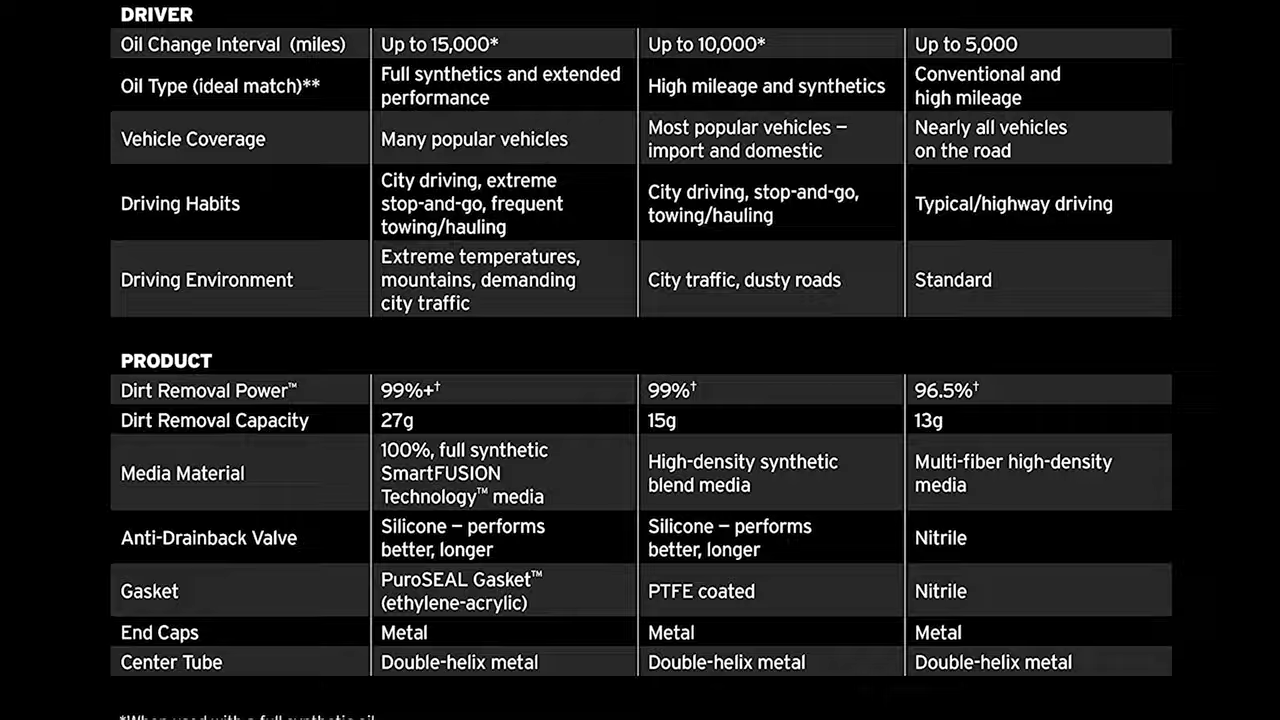 DRIVER
Oil Change Interval (miles) Up to 15,000* Up to 10,000* Up to 5,000
Oil Type (ideal match)** Full synthetics and extended performance High mileage and synthetics Conventional and high mileage
Vehicle Coverage Many popular vehicles Most popular vehicles – import and domestic Nearly all vehicles on the road
Driving Habits City driving, extreme stop-and-go, frequent towing/hauling City driving, stop-and-go, towing/hauling Typical/highway driving
Driving Environment Extreme temperatures, mountains, demanding city traffic City traffic, dusty roads Standard
PRODUCT
Dirt Removal Power™ 99%+† 99%† 96.5%†
Dirt Removal Capacity 27g 15g 13g
Media Material 100%, full synthetic SmartFUSION Technology™ media High-density synthetic blend media Multi-fiber high-density media
Anti-Drainback Valve Silicone – performs better, longer Silicone – performs better, longer Nitrile
Gasket PuroSEAL Gasket™ (ethylene-acrylic) PTFE coated Nitrile
End Caps Metal Metal Metal
Center Tube Double-helix metal Double-helix metal Double-helix metal
*When used with a full synthetic oil